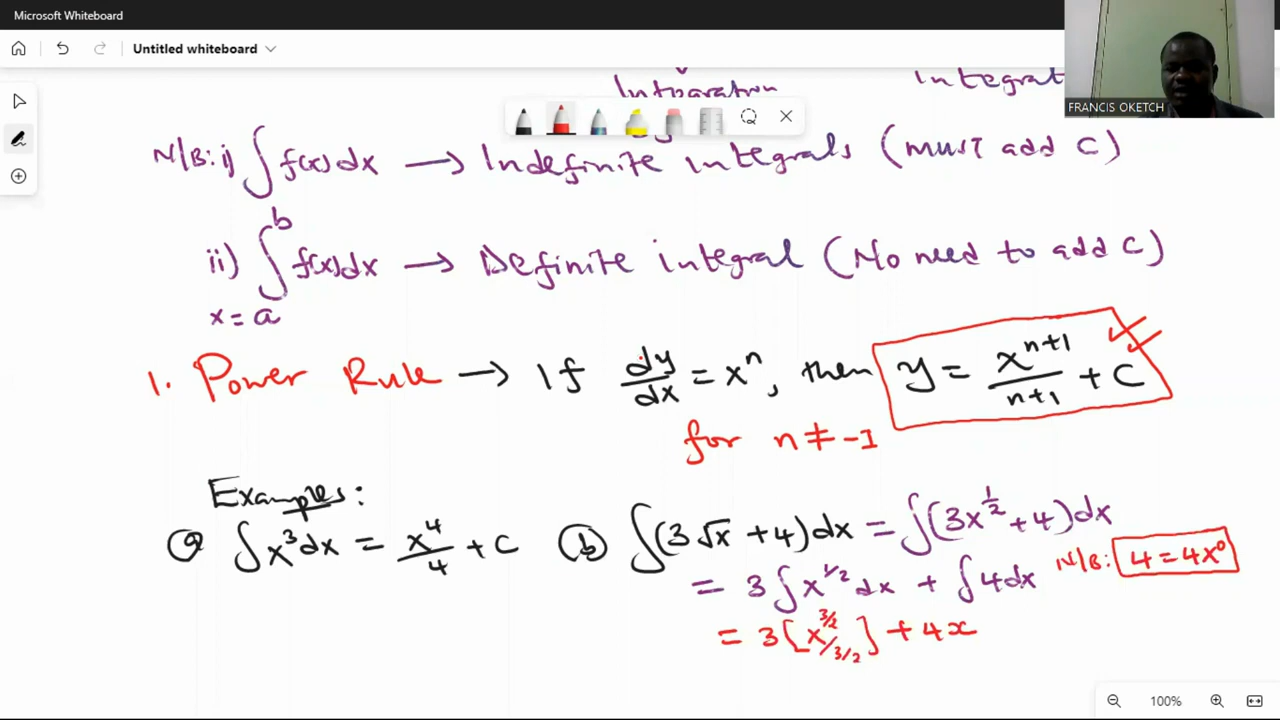 Microsoft Whiteboard
Untitled whiteboard
FRANCIS OKETCH
Integration
N/B: i) ∫ f(x) dx → Indefinite integrals (must add C)
ii) ∫ₓ₌ₐᵇ f(x) dx → Definite integral (No need to add C)
1. Power Rule → If dy/dx = xⁿ, then y = xⁿ⁺¹/n+1 + C
for n ≠ -1
Examples:
(a) ∫x³dx = x⁴/4 + C (b) ∫(3√x + 4)dx = ∫(3x^½ + 4)dx
= 3∫x^1/2 dx + ∫4dx N/B: 4 = 4x⁰
= 3[x^3/2/3/2] + 4x
100%